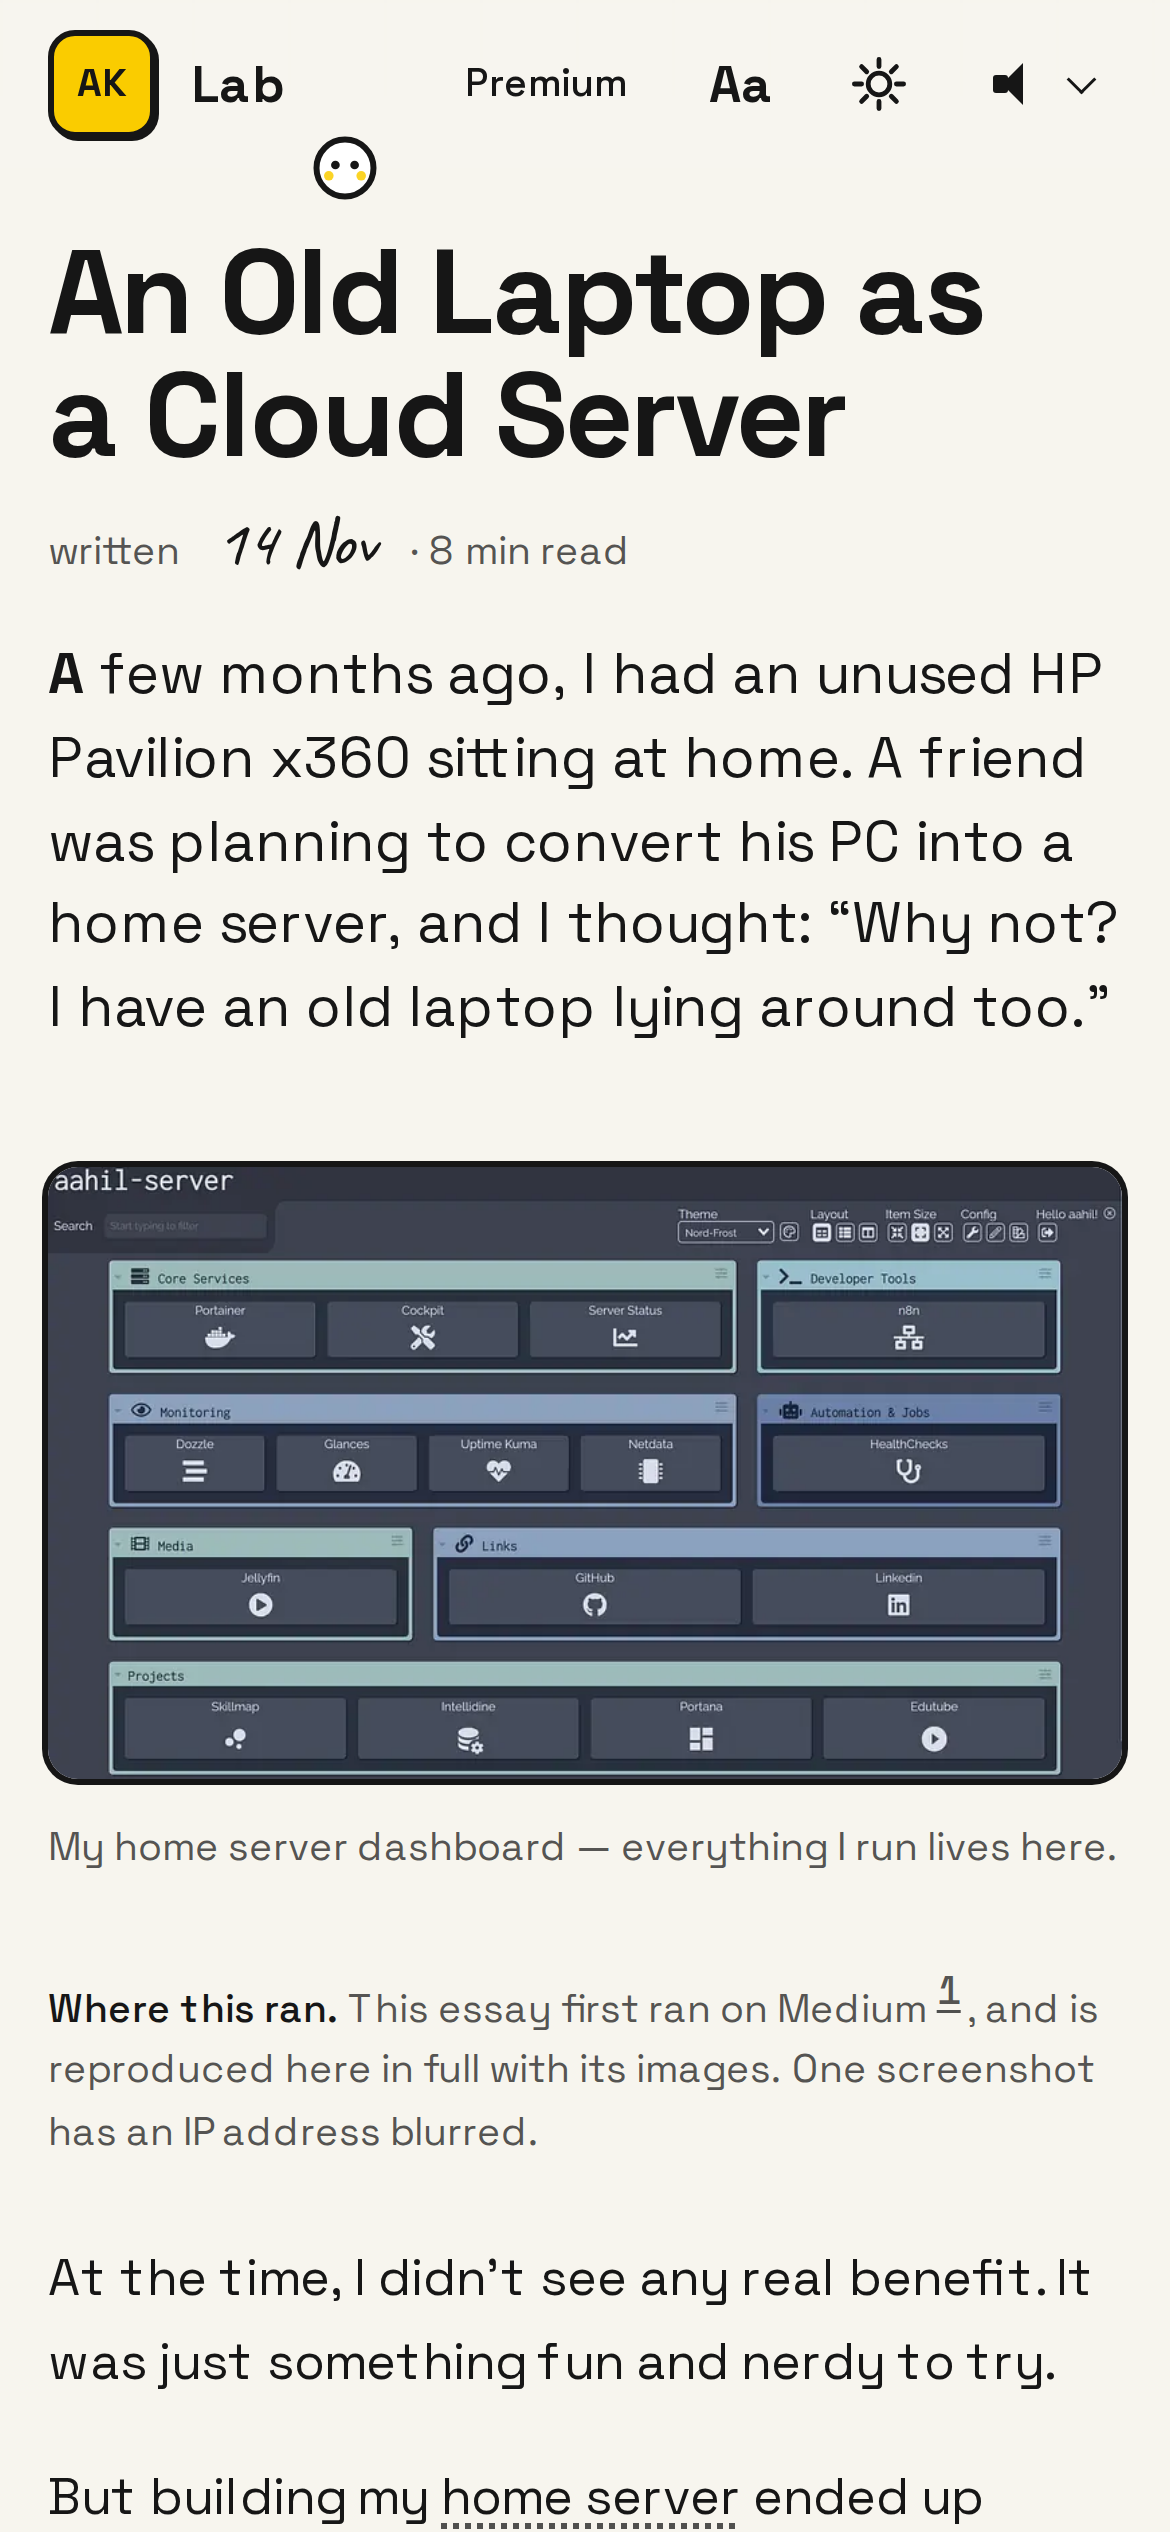 AK Lab Premium Aa
An Old Laptop as
a Cloud Server
written 14 Nov · 8 min read
A few months ago, I had an unused HP
Pavilion x360 sitting at home. A friend
was planning to convert his PC into a
home server, and I thought: “Why not?
I have an old laptop lying around too.”
aahil-server
Search Start typing to filter
Theme Layout Item Size Config Hello aahil!
Nord-Frost
Core Services Developer Tools
Portainer Cockpit Server Status n8n
Monitoring Automation & Jobs
Dozzle Glances Uptime Kuma Netdata HealthChecks
Media Links
Jellyfin GitHub Linkedin
Projects
Skillmap Intellidine Portana Edutube
My home server dashboard — everything I run lives here.
Where this ran. This essay first ran on Medium 1, and is
reproduced here in full with its images. One screenshot
has an IP address blurred.
At the time, I didn’t see any real benefit. It
was just something fun and nerdy to try.
But building my home server ended up